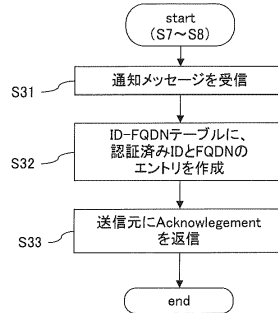 start
(S7～S8)
S31
通知メッセージを受信
S32
ID-FQDNテーブルに、
認証済みIDとFQDNの
エントリを作成
S33
送信元にAcknowlegement
を返信
end